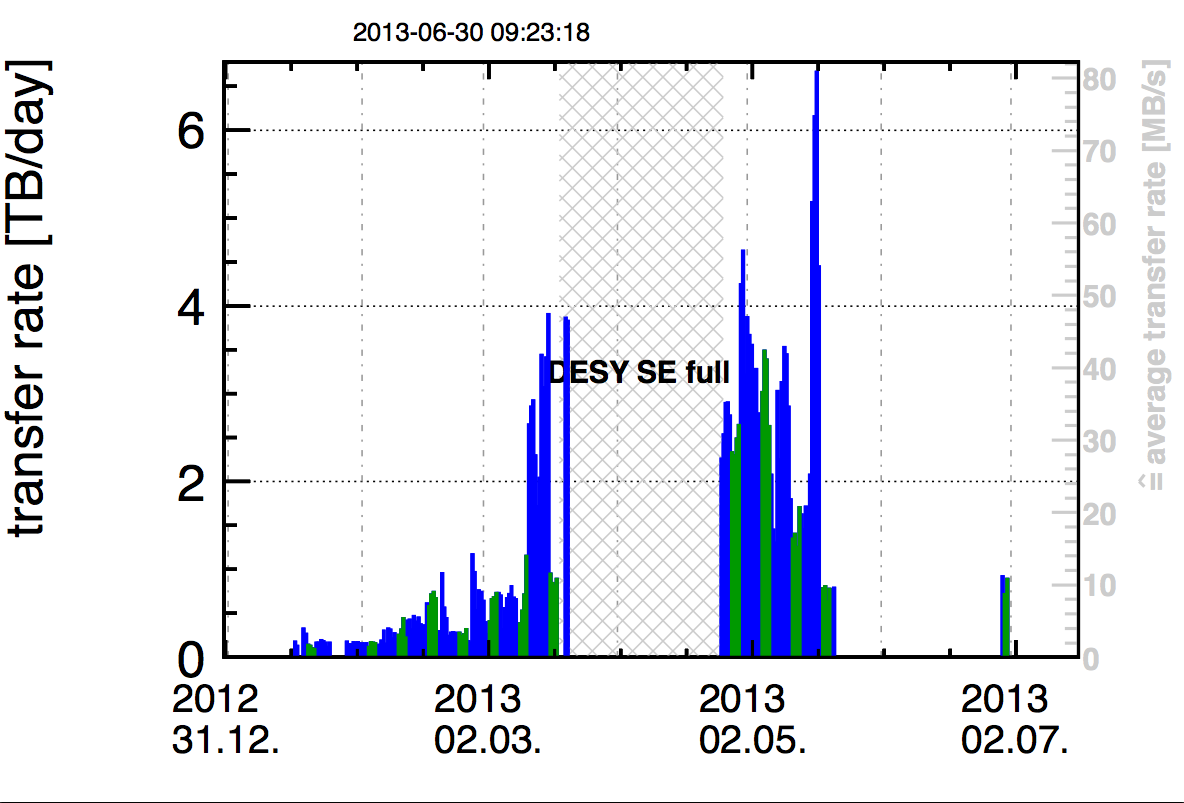 2013-06-30 09:23:18
transfer rate [TB/day]
6
4
2
0
DESY SE full
80
70
60
50
40
30
20
10
0
≙ average transfer rate [MB/s]
2012 2013 2013 2013
31.12. 02.03. 02.05. 02.07.